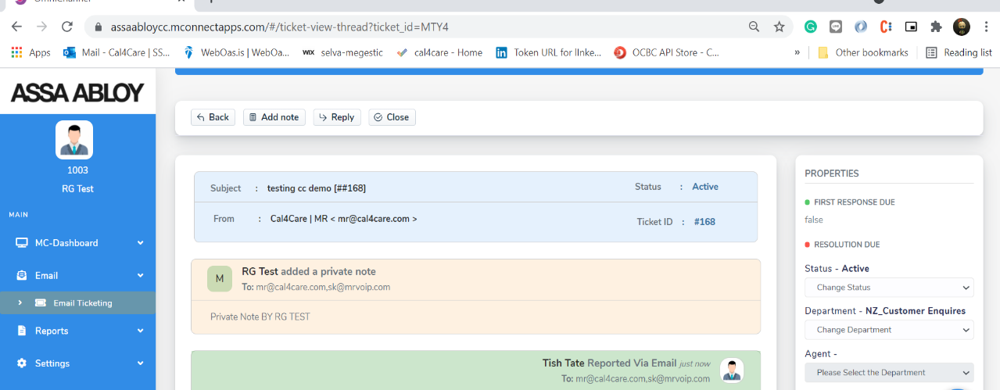 assaabloycc.mconnectapps.com/#/ticket-view-thread?ticket_id=MTY4
Apps Mail - Cal4Care | SS... WebOas.is | WebOa... WIX selva-megestic cal4care - Home Token URL for lInke... OCBC API Store - C... » Other bookmarks Reading list
ASSA ABLOY
Back Add note Reply Close
1003
RG Test
MAIN
MC-Dashboard
Email
Email Ticketing
Reports
Settings
Subject : testing cc demo [##168] Status : Active
From : Cal4Care | MR < mr@cal4care.com > Ticket ID : #168
M
RG Test added a private note
To: mr@cal4care.com,sk@mrvoip.com
Private Note BY RG TEST
Tish Tate Reported Via Email just now
To: mr@cal4care.com,sk@mrvoip.com
PROPERTIES
FIRST RESPONSE DUE
false
RESOLUTION DUE
Status - Active
Change Status
Department - NZ_Customer Enquires
Change Department
Agent -
Please Select the Department